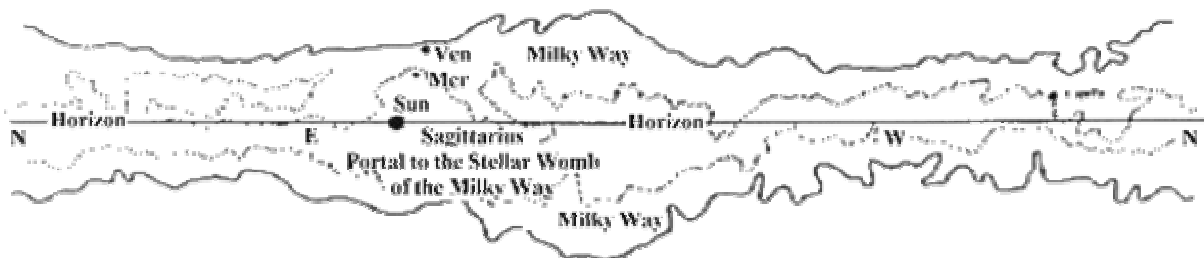 Ven
Milky Way
Mer
Sun
Horizon
Horizon
N
E
Sagittarius
W
N
Portal to the Stellar Womb
of the Milky Way
Milky Way